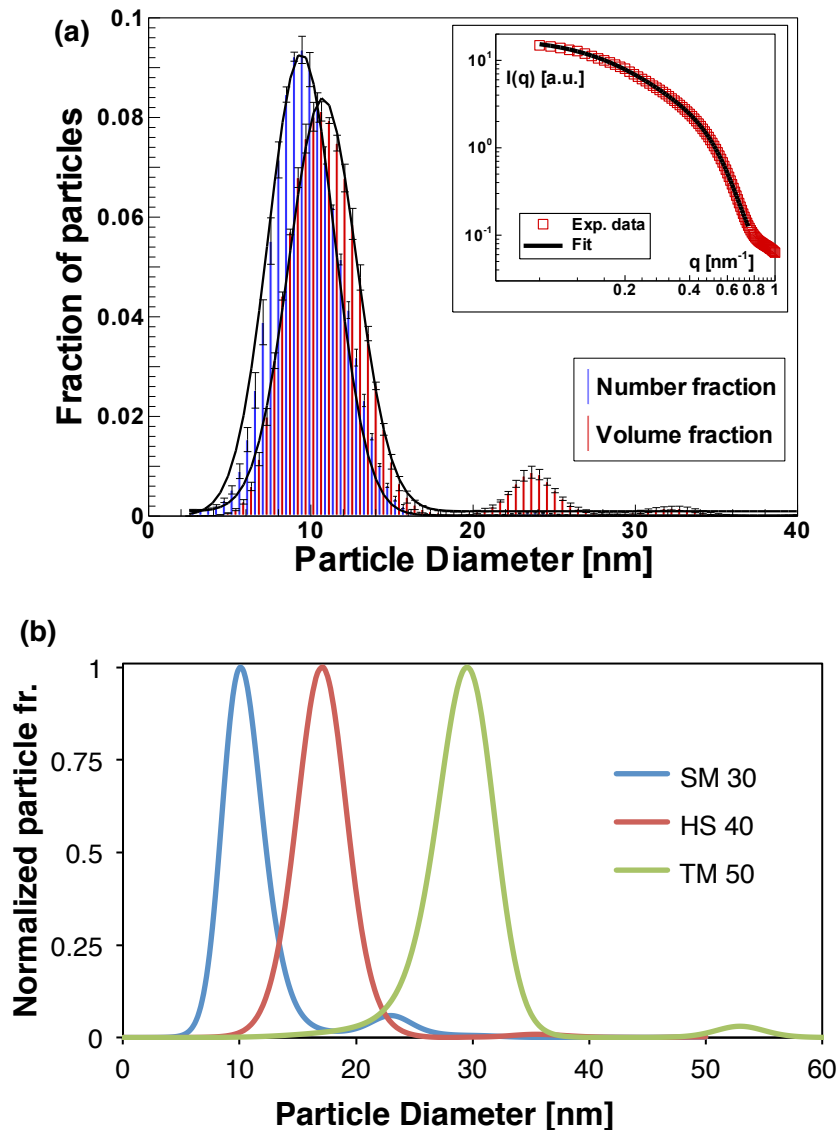 (a)
0.1
0.08
0.06
0.04
0.02
0
Fraction of particles
0 10 20 30 40
Particle Diameter [nm]
I(q) [a.u.]
10¹
10⁰
10⁻¹
Exp. data
Fit
q [nm⁻¹]
0.2 0.4 0.6 0.8 1
Number fraction
Volume fraction
(b)
1
0.75
0.5
0.25
0
Normalized particle fr.
SM 30
HS 40
TM 50
0 10 20 30 40 50 60
Particle Diameter [nm]